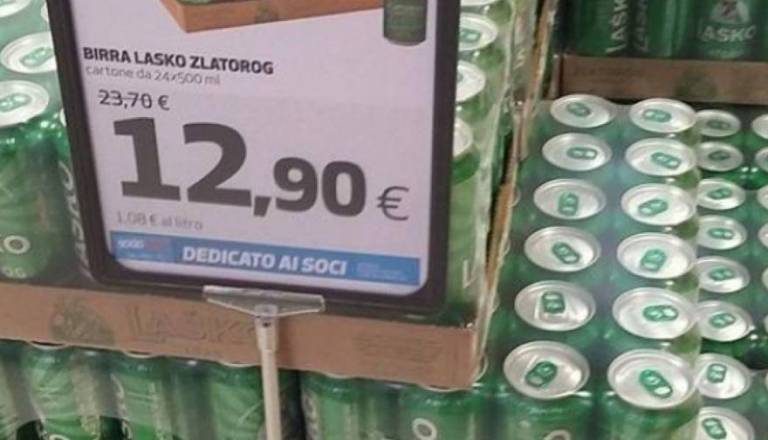 BIRRA LASKO ZLATOROG
cartone da 24x500 ml
23,70 €
12,90 €
1,08 € al litro
DEDICATO AI SOCI
LAŠKO
LAŠKO